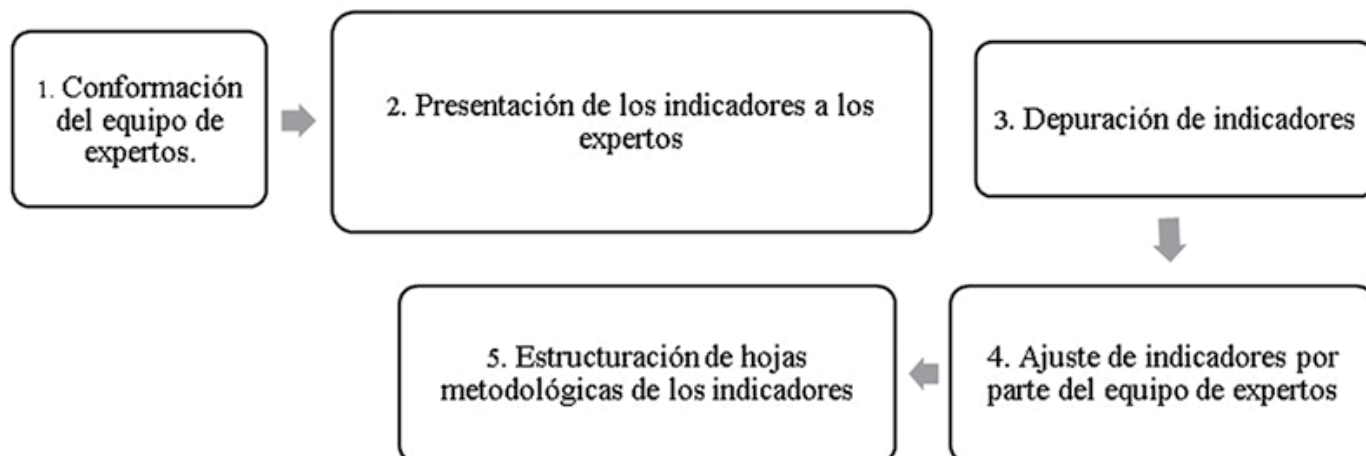 1. Conformación
del equipo de
expertos.
2. Presentación de los indicadores a los
expertos
3. Depuración de indicadores
4. Ajuste de indicadores por
parte del equipo de expertos
5. Estructuración de hojas
metodológicas de los indicadores